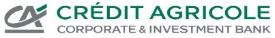 CRÉDIT AGRICOLE
CORPORATE & INVESTMENT BANK